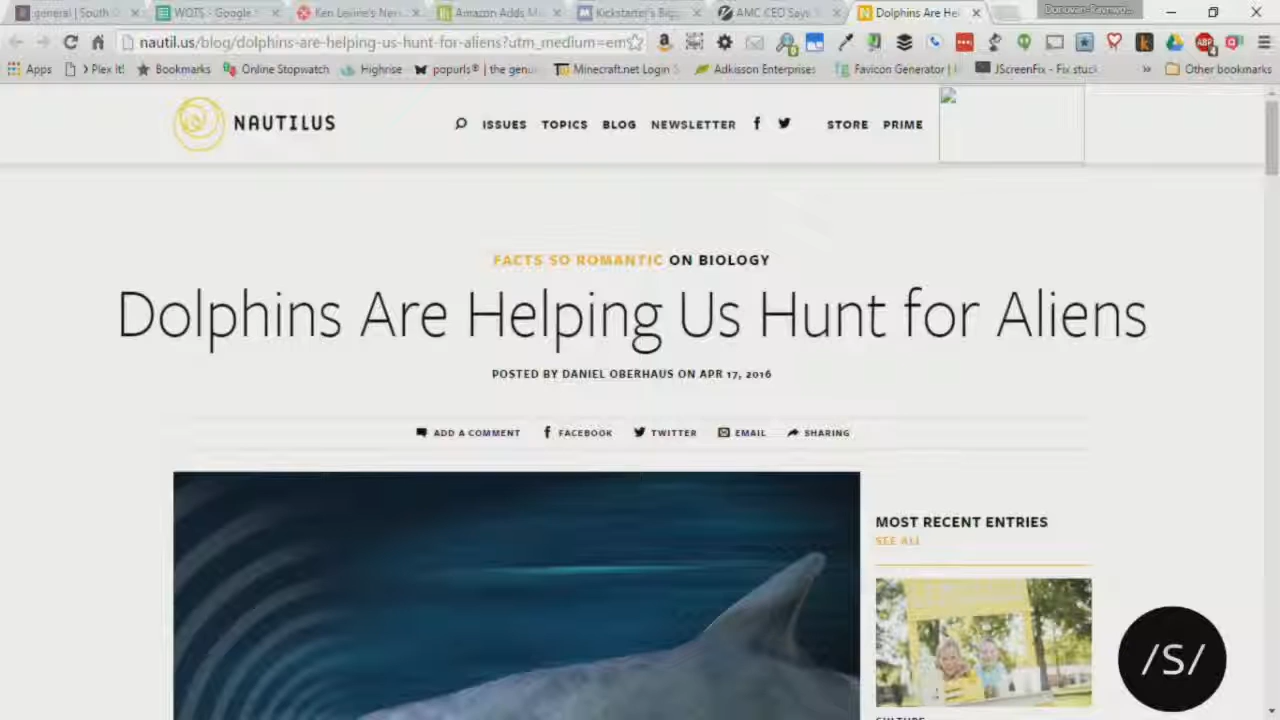 general | South
WOTS - Google
Ken Levine's New
Amazon Adds M
Kickstarter's Big
AMC CEO Says
Dolphins Are He
nautil.us/blog/dolphins-are-helping-us-hunt-for-aliens?utm_medium=em
Apps > Plex it! Bookmarks Online Stopwatch Highrise popurls® | the genu Minecraft.net Login Adkisson Enterprises Favicon Generator | JScreenFix - Fix stuck » Other bookmarks
NAUTILUS ISSUES TOPICS BLOG NEWSLETTER STORE PRIME
FACTS SO ROMANTIC ON BIOLOGY
Dolphins Are Helping Us Hunt for Aliens
POSTED BY DANIEL OBERHAUS ON APR 17, 2016
ADD A COMMENT FACEBOOK TWITTER EMAIL SHARING
MOST RECENT ENTRIES
SEE ALL
/S/
CULTURE